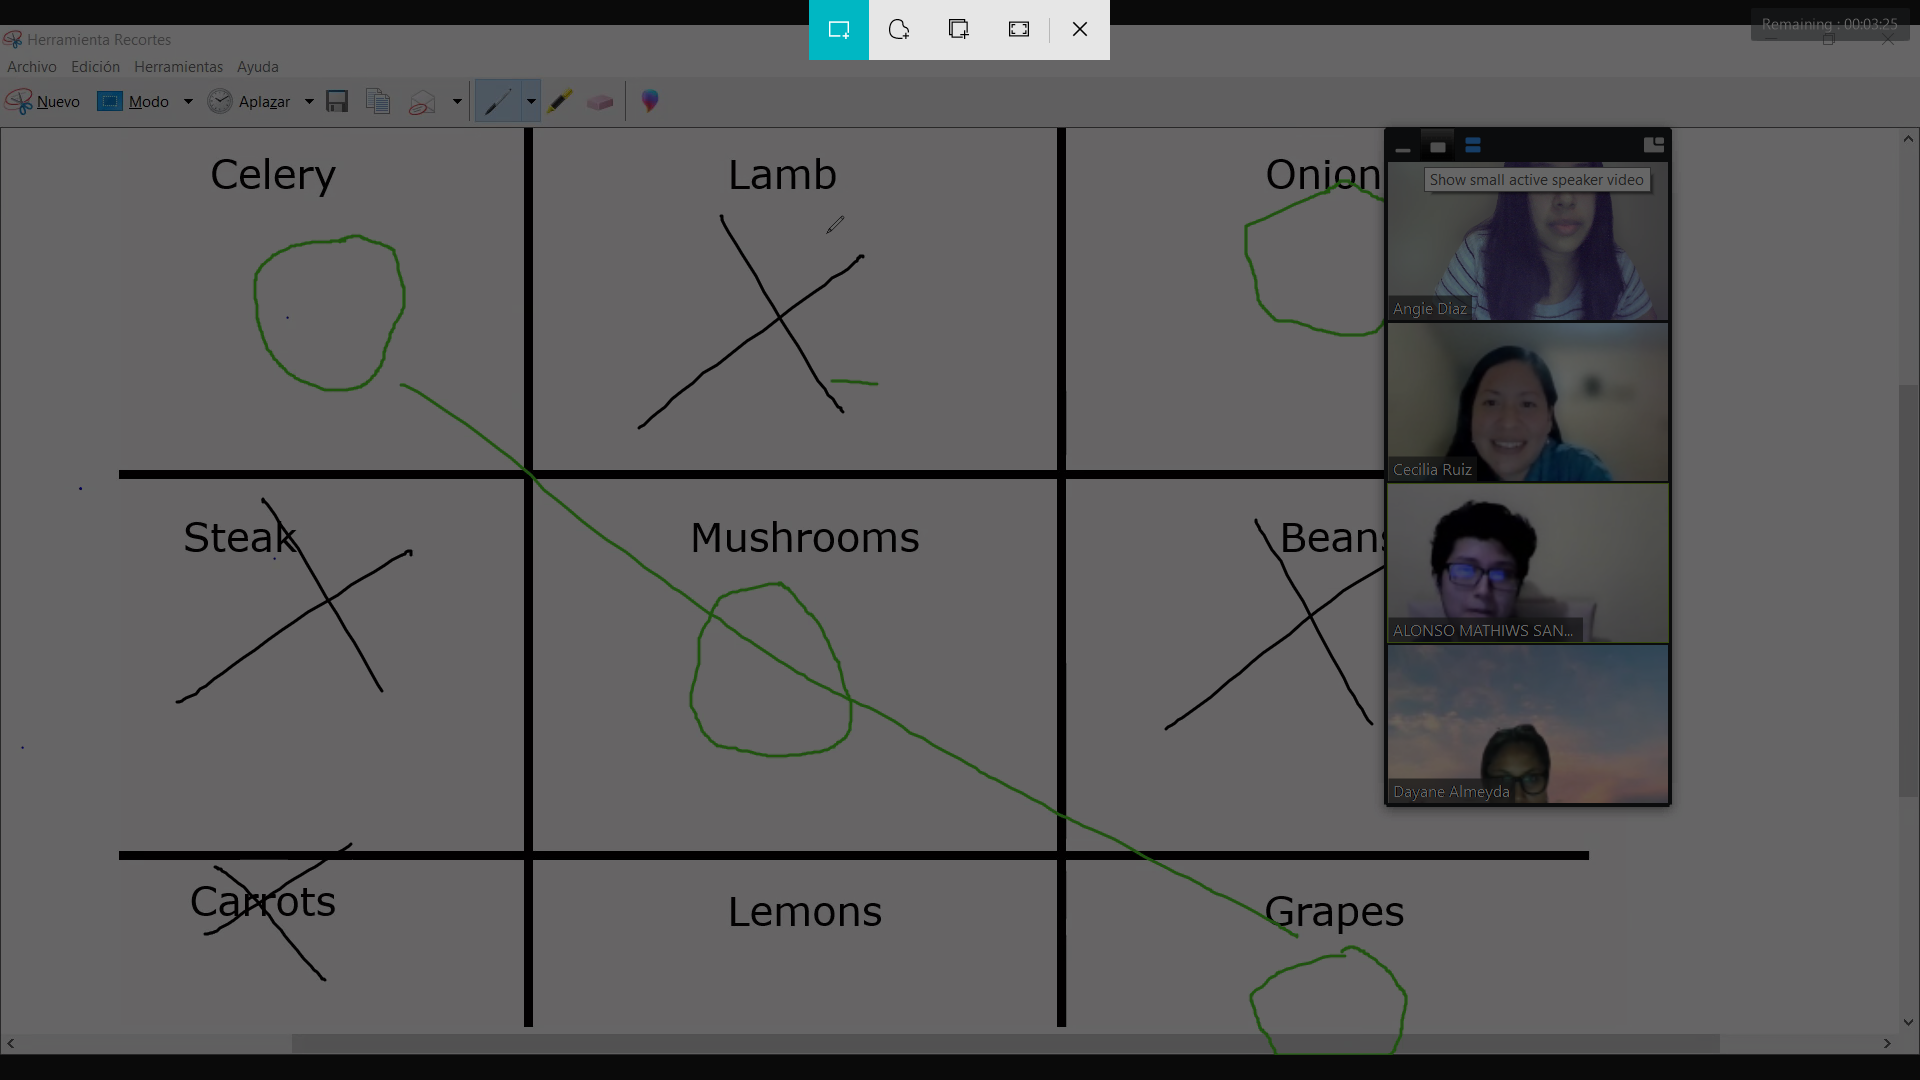 Remaining : 00:03:25
Herramienta Recortes
Archivo Edición Herramientas Ayuda
Nuevo Modo Aplazar
Celery Lamb Onion
Show small active speaker video
Angie Diaz
Cecilia Ruiz
Steak Mushrooms Beans
ALONSO MATHIWS SAN...
Dayane Almeyda
Carrots Lemons Grapes